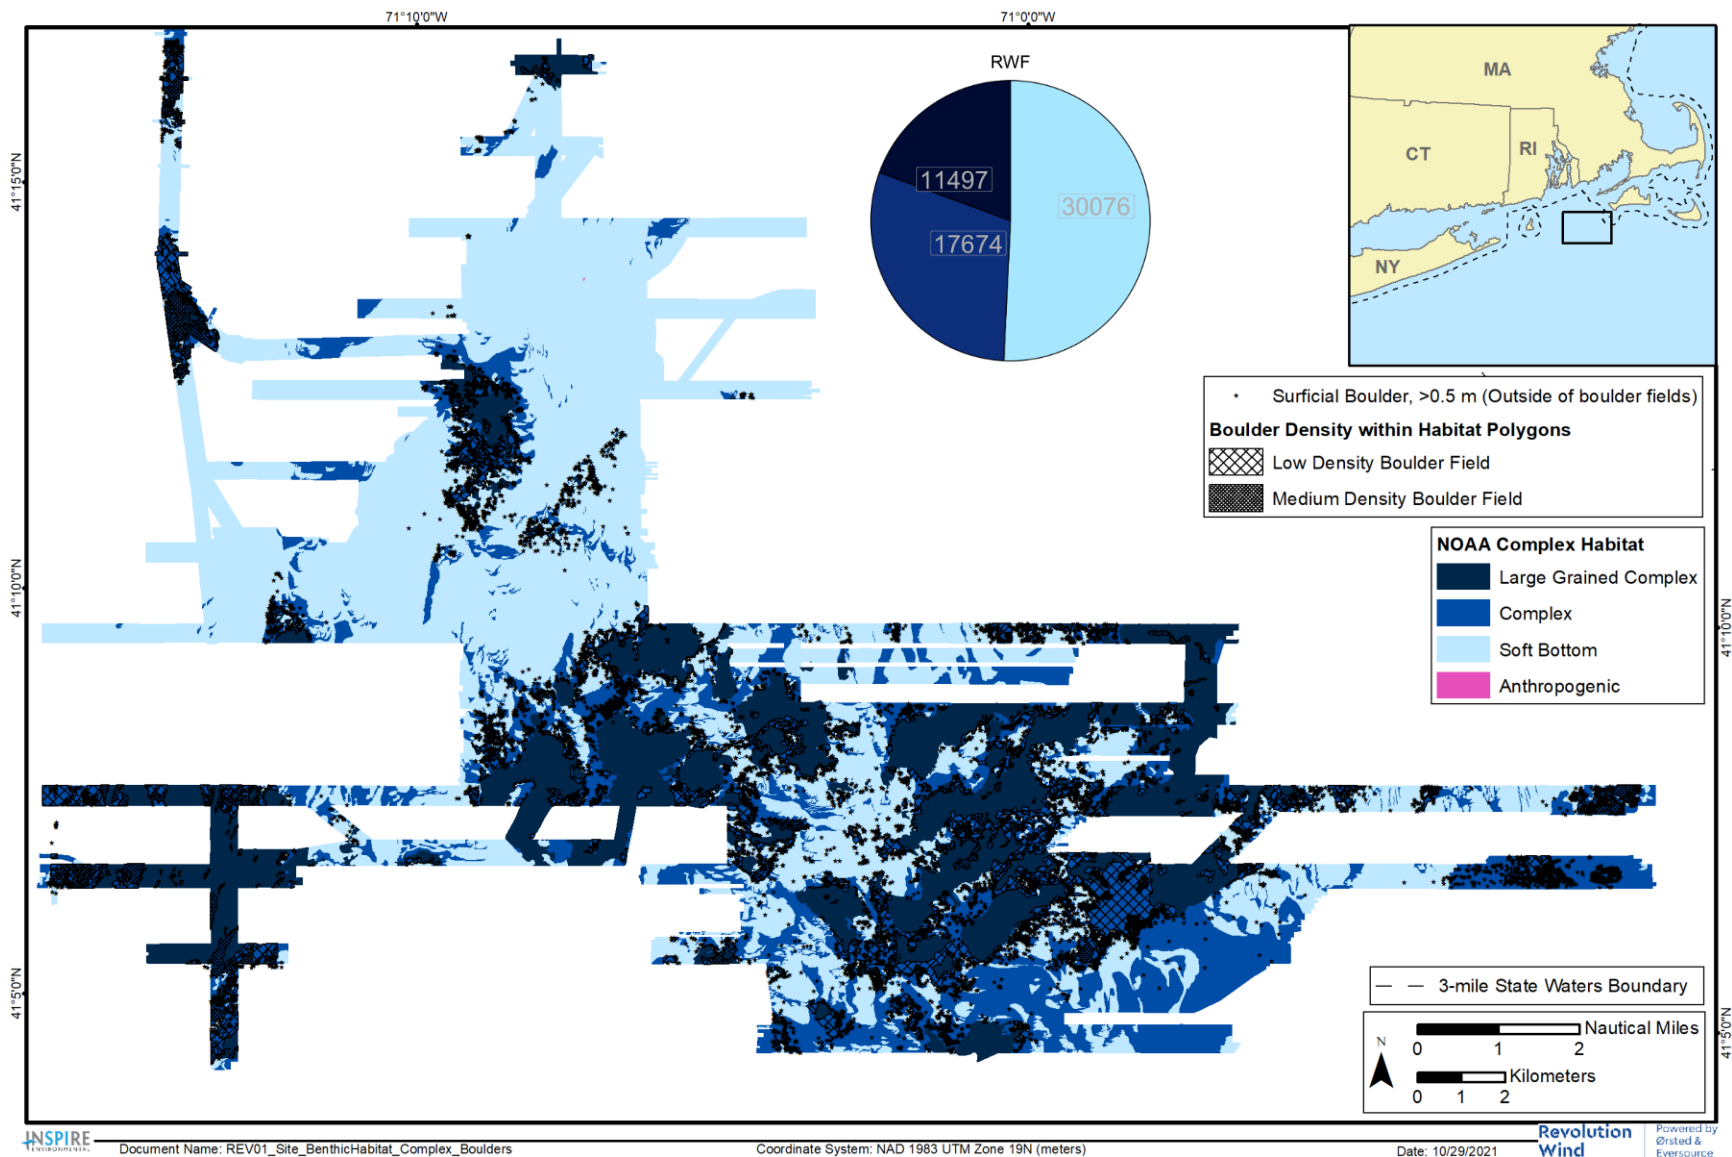 71°10'0"W
71°0'0"W
RWF
11497
30076
17674
MA
CT
RI
NY
41°15'0"N
41°10'0"N
41°5'0"N
41°10'0"N
41°5'0"N
Surficial Boulder, >0.5 m (Outside of boulder fields)
Boulder Density within Habitat Polygons
Low Density Boulder Field
Medium Density Boulder Field
NOAA Complex Habitat
Large Grained Complex
Complex
Soft Bottom
Anthropogenic
3-mile State Waters Boundary
N
Nautical Miles
0 1 2
Kilometers
0 1 2
INSPIRE
ENVIRONMENTAL
Document Name: REV01_Site_BenthicHabitat_Complex_Boulders
Coordinate System: NAD 1983 UTM Zone 19N (meters)
Date: 10/29/2021
Revolution
Wind
Powered by
Ørsted &
Eversource